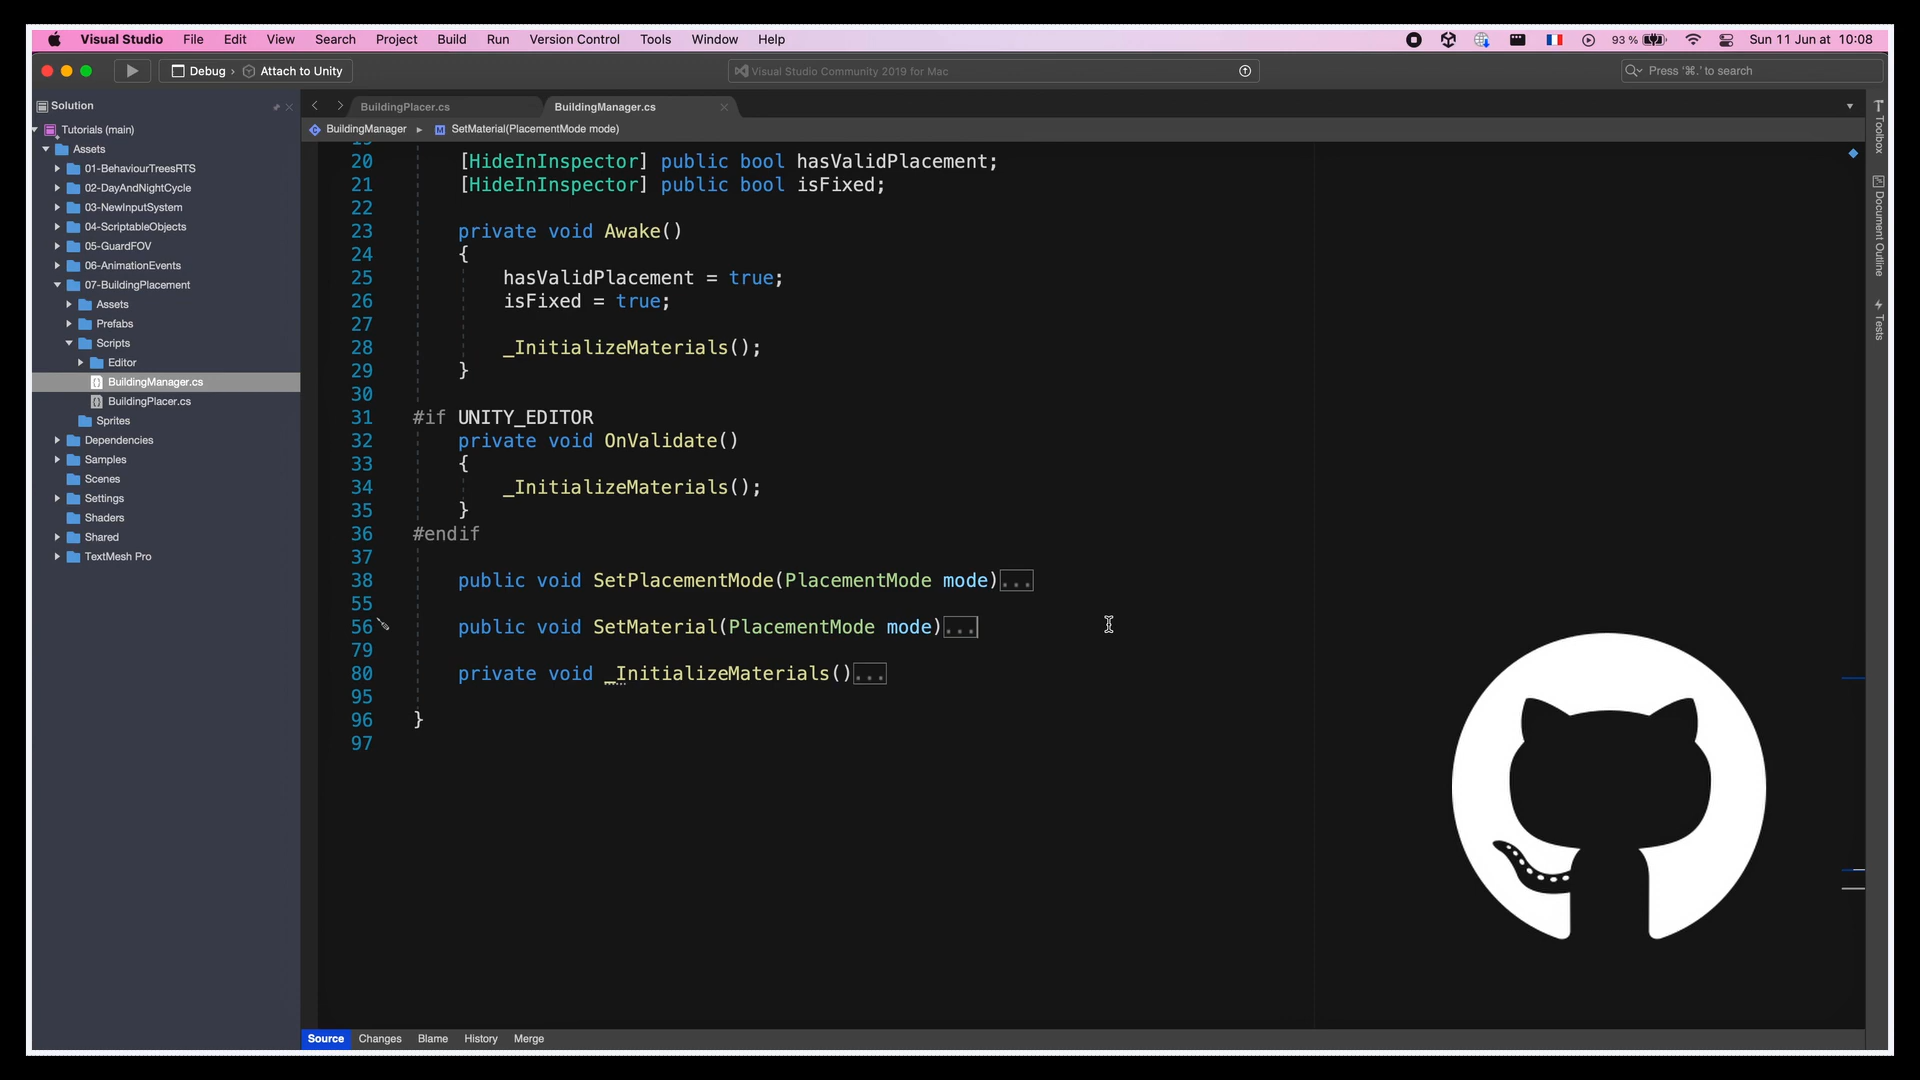 Visual Studio File Edit View Search Project Build Run Version Control Tools Window Help 93 % Sun 11 Jun at 10:08
Debug › Attach to Unity Visual Studio Community 2019 for Mac Press '⌘.' to search
Solution
Tutorials (main)
Assets
01-BehaviourTreesRTS
02-DayAndNightCycle
03-NewInputSystem
04-ScriptableObjects
05-GuardFOV
06-AnimationEvents
07-BuildingPlacement
Assets
Prefabs
Scripts
Editor
BuildingManager.cs
BuildingPlacer.cs
Sprites
Dependencies
Samples
Scenes
Settings
Shaders
Shared
TextMesh Pro
BuildingPlacer.cs BuildingManager.cs
BuildingManager SetMaterial(PlacementMode mode)
20 [HideInInspector] public bool hasValidPlacement;
21 [HideInInspector] public bool isFixed;
22
23 private void Awake()
24 {
25 hasValidPlacement = true;
26 isFixed = true;
27
28 _InitializeMaterials();
29 }
30
31 #if UNITY_EDITOR
32 private void OnValidate()
33 {
34 _InitializeMaterials();
35 }
36 #endif
37
38 public void SetPlacementMode(PlacementMode mode)...
55
56 public void SetMaterial(PlacementMode mode)...
79
80 private void _InitializeMaterials()...
95
96 }
97
Toolbox
Document Outline
Tests
Source Changes Blame History Merge